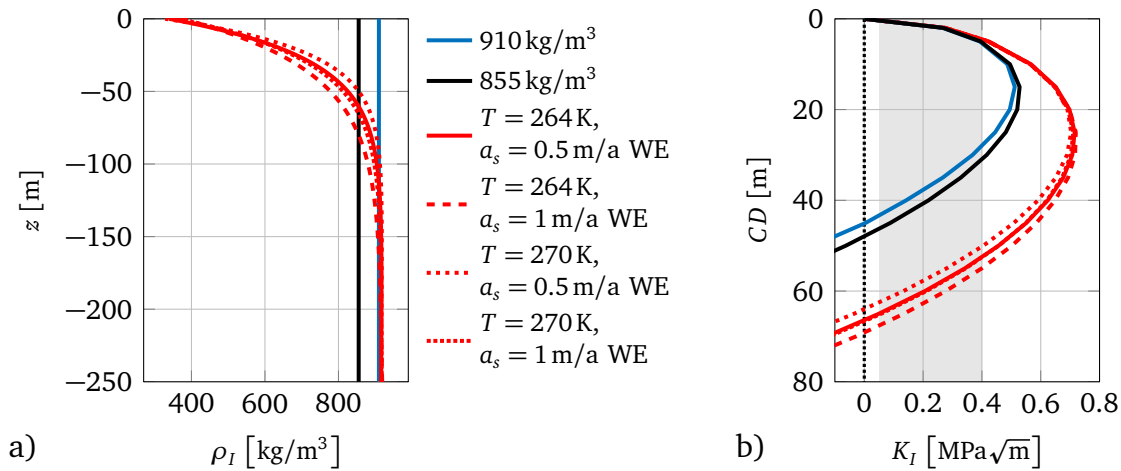 0
−50
−100
−150
−200
−250
z [m]
400
600
800
ρ_I [kg/m³]
a)
910 kg/m³
855 kg/m³
T = 264 K,
a_s = 0.5 m/a WE
T = 264 K,
a_s = 1 m/a WE
T = 270 K,
a_s = 0.5 m/a WE
T = 270 K,
a_s = 1 m/a WE
0
20
40
60
80
CD [m]
0
0.2
0.4
0.6
0.8
K_I [MPa√m]
b)